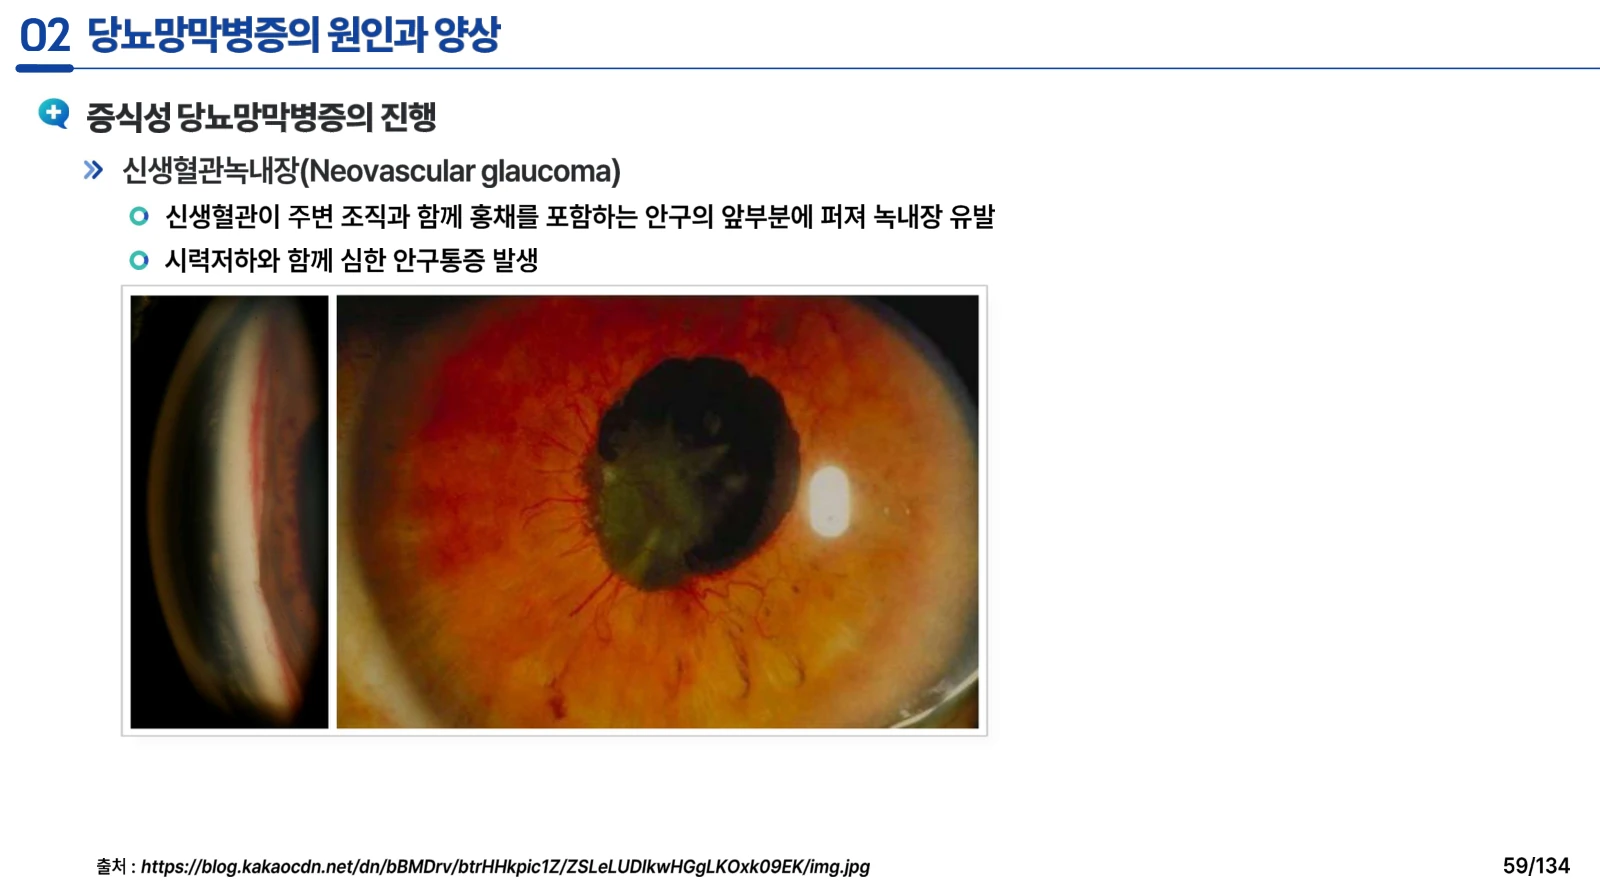 02 당뇨망막병증의 원인과 양상
증식성 당뇨망막병증의 진행
신생혈관녹내장(Neovascular glaucoma)
신생혈관이 주변 조직과 함께 홍채를 포함하는 안구의 앞부분에 퍼져 녹내장 유발
시력저하와 함께 심한 안구통증 발생
출처 : https://blog.kakaocdn.net/dn/bBMDrv/btrHHkpic1Z/ZSLeLUDlkwHGgLKOxk09EK/img.jpg
59/134